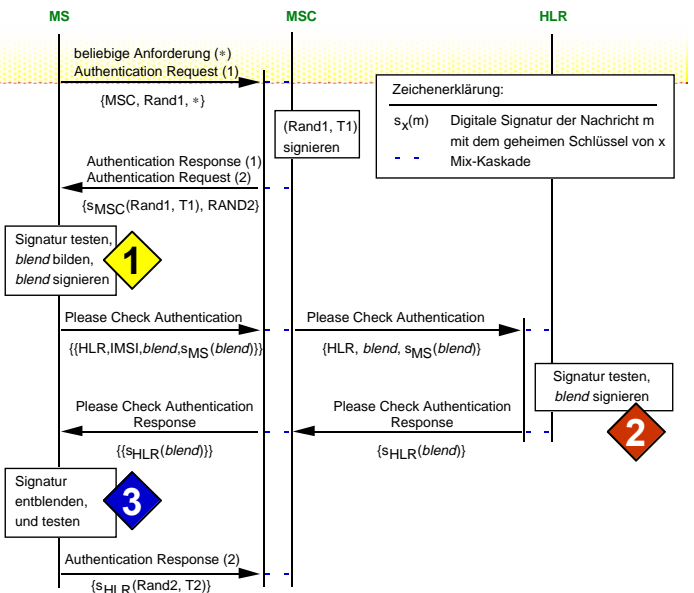 MS MSC HLR
beliebige Anforderung (*)
Authentication Request (1)
{MSC, Rand1, *}
Zeichenerklärung:
sX(m) Digitale Signatur der Nachricht m
mit dem geheimen Schlüssel von x
- - Mix-Kaskade
(Rand1, T1)
signieren
Authentication Response (1)
Authentication Request (2)
{sMSC(Rand1, T1), RAND2}
Signatur testen,
blend bilden,
blend signieren
1
Please Check Authentication
{{HLR,IMSI,blend,sMS(blend)}}
Please Check Authentication
{HLR, blend, sMS(blend)}
Signatur testen,
blend signieren
2
Please Check Authentication
Response
{sHLR(blend)}
Please Check Authentication
Response
{{sHLR(blend)}}
Signatur
entblenden,
und testen
3
Authentication Response (2)
{sHLR(Rand2, T2)}